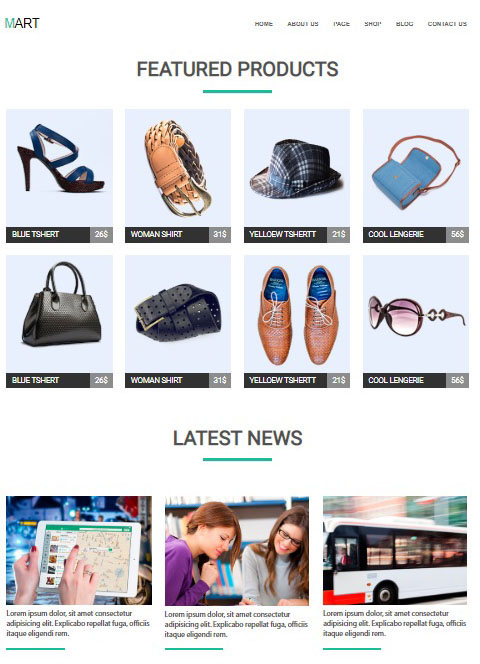 MART
HOME ABOUT US PAGE SHOP BLOG CONTACT US
FEATURED PRODUCTS
BLUE TSHERT 26$
WOMAN SHIRT 31$
YELLOEW TSHERTT 21$
COOL LENGERIE 56$
BLUE TSHERT 26$
WOMAN SHIRT 31$
YELLOEW TSHERTT 21$
COOL LENGERIE 56$
LATEST NEWS
Lorem ipsum dolor, sit amet consectetur
adipisicing elit. Explicabo repellat fuga, officiis
itaque eligendi rem.
Lorem ipsum dolor, sit amet consectetur
adipisicing elit. Explicabo repellat fuga, officiis
itaque eligendi rem.
Lorem ipsum dolor, sit amet consectetur
adipisicing elit. Explicabo repellat fuga, officiis
itaque eligendi rem.